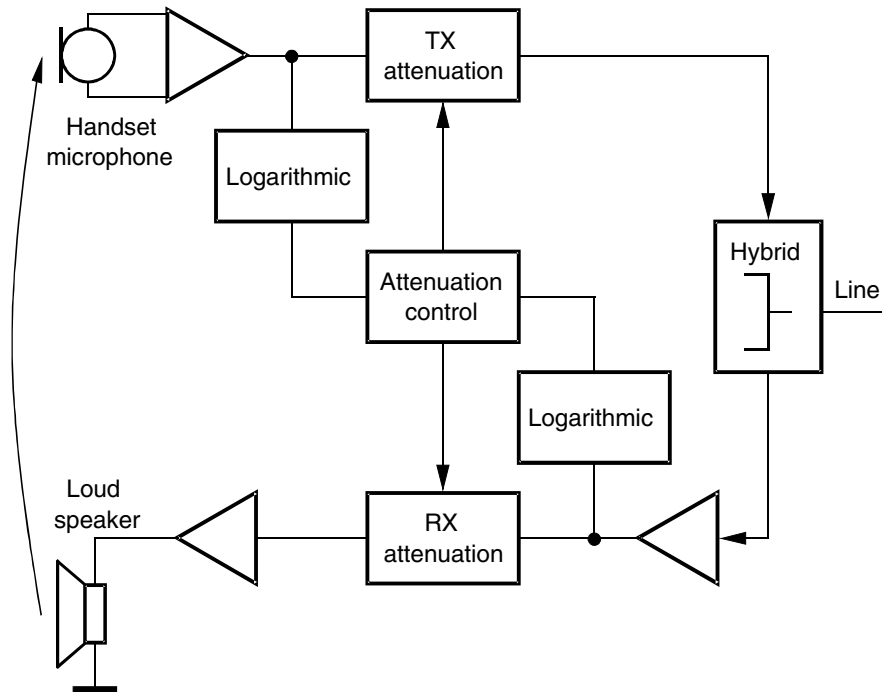 TX
attenuation
Handset
microphone
Logarithmic
Hybrid
Attenuation
control
Line
Logarithmic
Loud
speaker
RX
attenuation